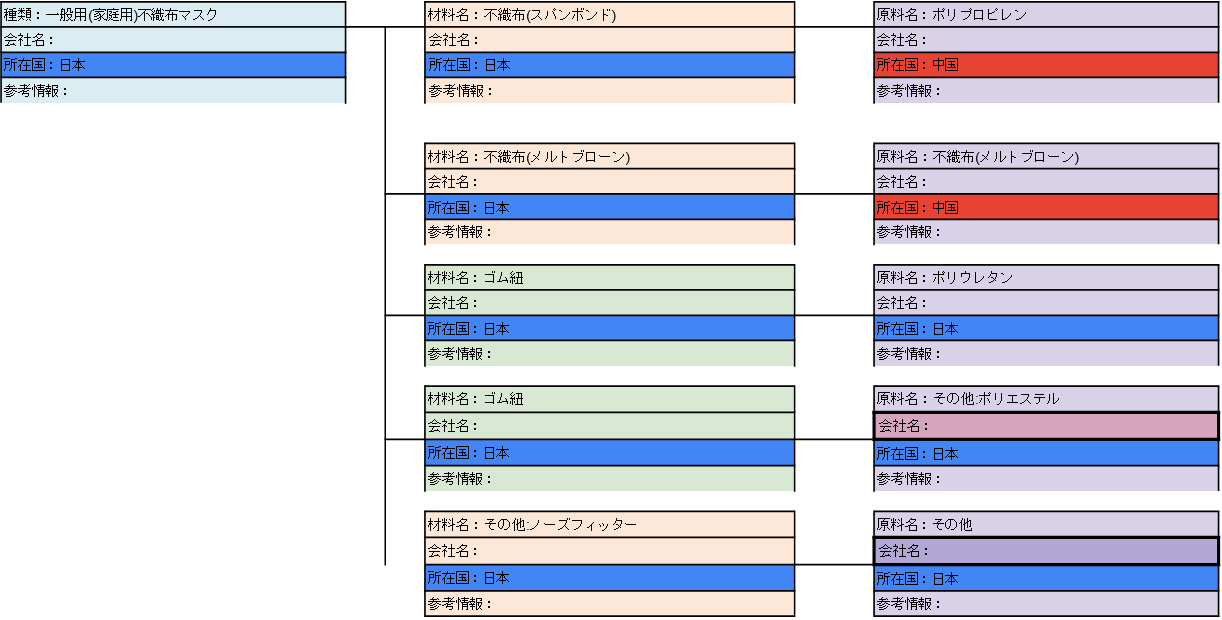 種類：一般用(家庭用)不織布マスク
会社名：
所在国：日本
参考情報：
材料名：不織布(スパンボンド)
会社名：
所在国：日本
参考情報：
原料名：ポリプロピレン
会社名：
所在国：中国
参考情報：
材料名：不織布(メルトブローン)
会社名：
所在国：日本
参考情報：
原料名：不織布(メルトブローン)
会社名：
所在国：中国
参考情報：
材料名：ゴム紐
会社名：
所在国：日本
参考情報：
原料名：ポリウレタン
会社名：
所在国：日本
参考情報：
材料名：ゴム紐
会社名：
所在国：日本
参考情報：
原料名：その他:ポリエステル
会社名：
所在国：日本
参考情報：
材料名：その他:ノーズフィッター
会社名：
所在国：日本
参考情報：
原料名：その他
会社名：
所在国：日本
参考情報：